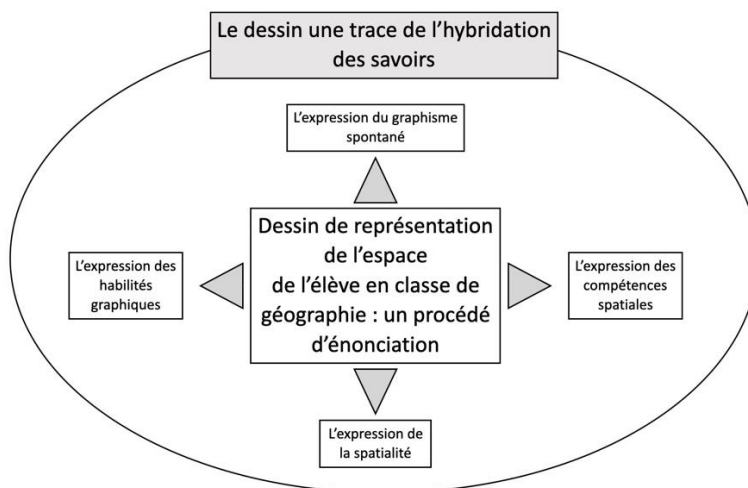 Le dessin une trace de l’hybridation
des savoirs
L’expression du graphisme
spontané
Dessin de représentation
de l’espace
de l’élève en classe de
géographie : un procédé
d’énonciation
L’expression des
habilités
graphiques
L’expression des
compétences
spatiales
L’expression de
la spatialité